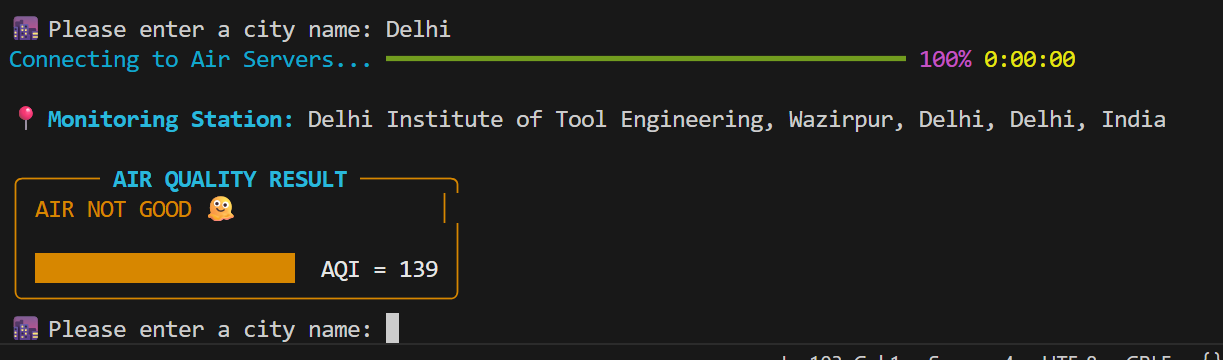 Please enter a city name: Delhi
Connecting to Air Servers... 100% 0:00:00
Monitoring Station: Delhi Institute of Tool Engineering, Wazirpur, Delhi, Delhi, India
AIR QUALITY RESULT
AIR NOT GOOD
AQI = 139
Please enter a city name: